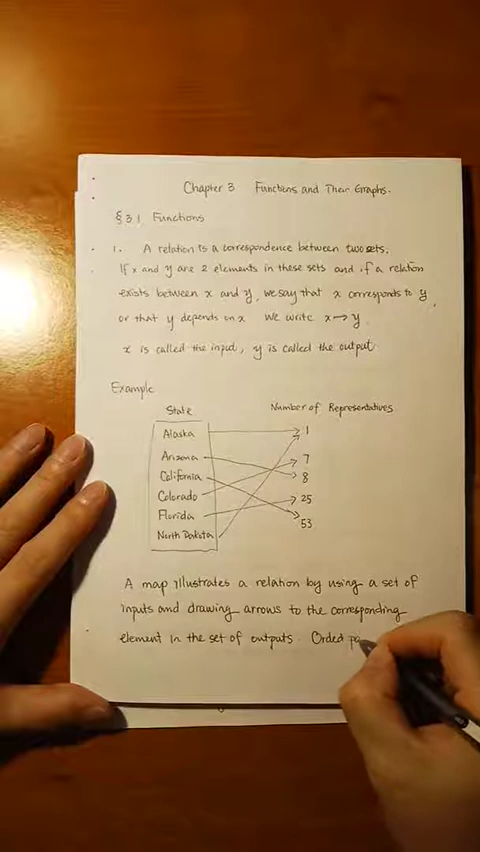 Chapter 3 Functions and Their Graphs.
§3.1 Functions
1. A relation is a correspondence between two sets.
If x and y are 2 elements in these sets and if a relation
exists between x and y, we say that x corresponds to y,
or that y depends on x We write x→y.
x is called the input, y is called the output.
Example
State Number of Representatives
Alaska 1
Arizona 7
California 8
Colorado 25
Florida 53
North Dakota
A map illustrates a relation by using a set of
inputs and drawing arrows to the corresponding
element in the set of outputs. Orded pa